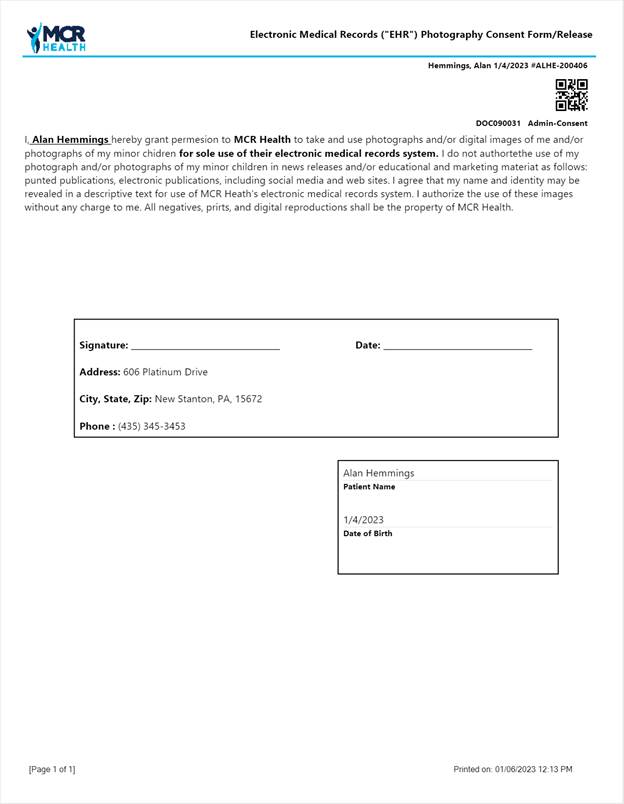 MCR
HEALTH
Electronic Medical Records ("EHR") Photography Consent Form/Release
Hemmings, Alan 1/4/2023 #ALHE-200406
DOC090031 Admin-Consent
I, Alan Hemmings hereby grant permesion to MCR Health to take and use photographs and/or digital images of me and/or
photographs of my minor chidren for sole use of their electronic medical records system. I do not authortethe use of my
photograph and/or photographs of my minor children in news releases and/or educational and marketing materiat as follows:
punted publications, electronic publications, including social media and web sites. I agree that my name and identity may be
revealed in a descriptive text for use of MCR Heath's electronic medical records system. I authorize the use of these images
without any charge to me. All negatives, prirts, and digital reproductions shall be the property of MCR Health.
Signature: Date:
Address: 606 Platinum Drive
City, State, Zip: New Stanton, PA, 15672
Phone : (435) 345-3453
Alan Hemmings
Patient Name
1/4/2023
Date of Birth
[Page 1 of 1] Printed on: 01/06/2023 12:13 PM